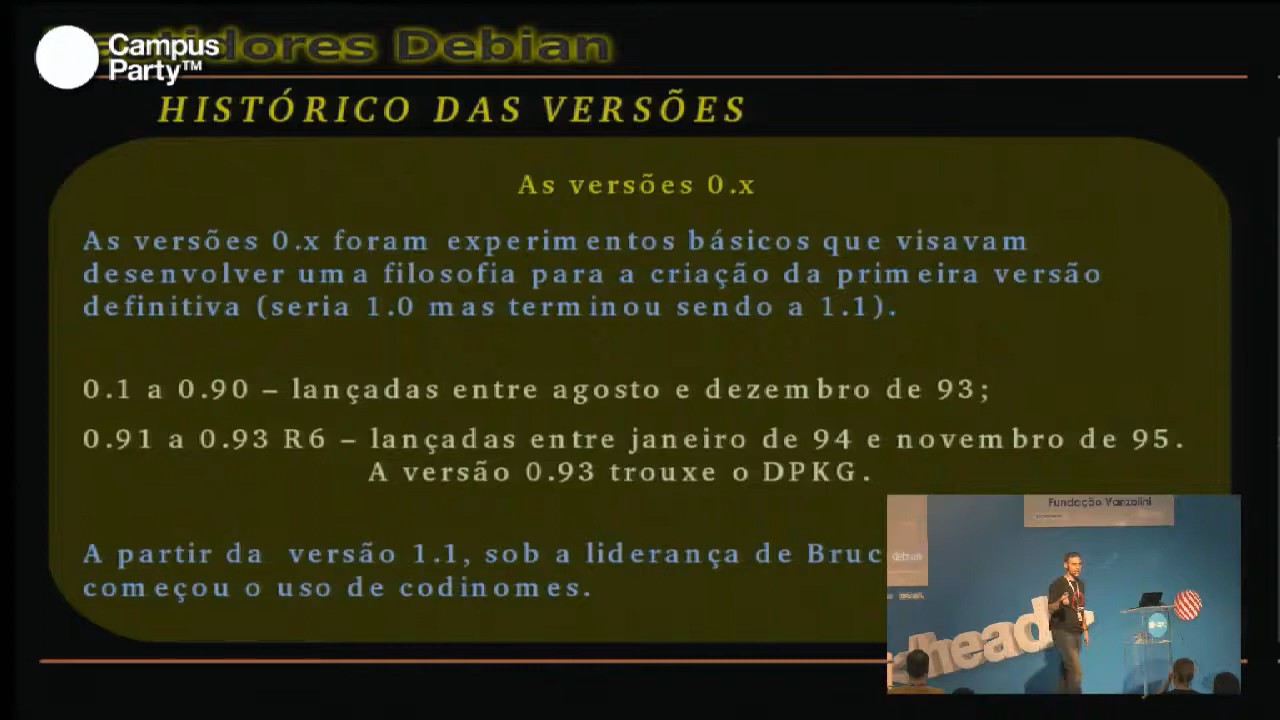 Campus
Party™
Debian
HISTÓRICO DAS VERSÕES
As versões 0.x
As versões 0.x foram experimentos básicos que visavam
desenvolver uma filosofia para a criação da primeira versão
definitiva (seria 1.0 mas terminou sendo a 1.1).
0.1 a 0.90 – lançadas entre agosto e dezembro de 93;
0.91 a 0.93 R6 – lançadas entre janeiro de 94 e novembro de 95.
A versão 0.93 trouxe o DPKG.
A partir da versão 1.1, sob a liderança de Bruc
começou o uso de codinomes.
Fundação Vanzolini
head